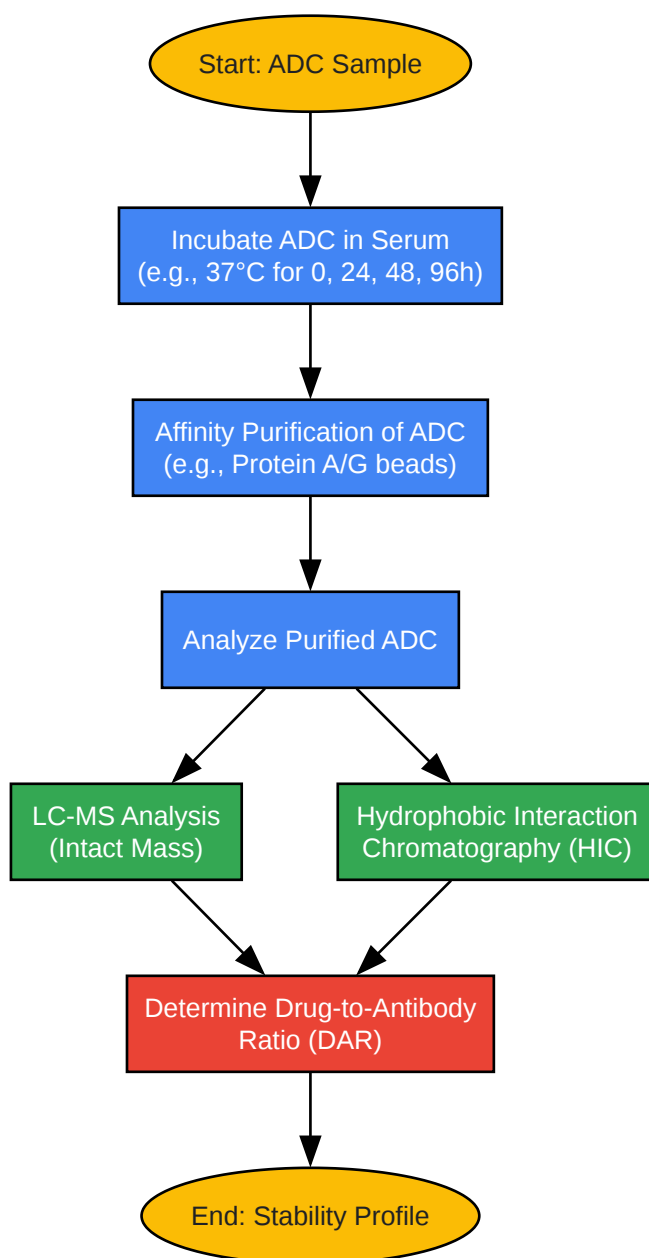 Start: ADC Sample
Incubate ADC in Serum
(e.g., 37°C for 0, 24, 48, 96h)
Affinity Purification of ADC
(e.g., Protein A/G beads)
Analyze Purified ADC
LC-MS Analysis
(Intact Mass)
Hydrophobic Interaction
Chromatography (HIC)
Determine Drug-to-Antibody
Ratio (DAR)
End: Stability Profile